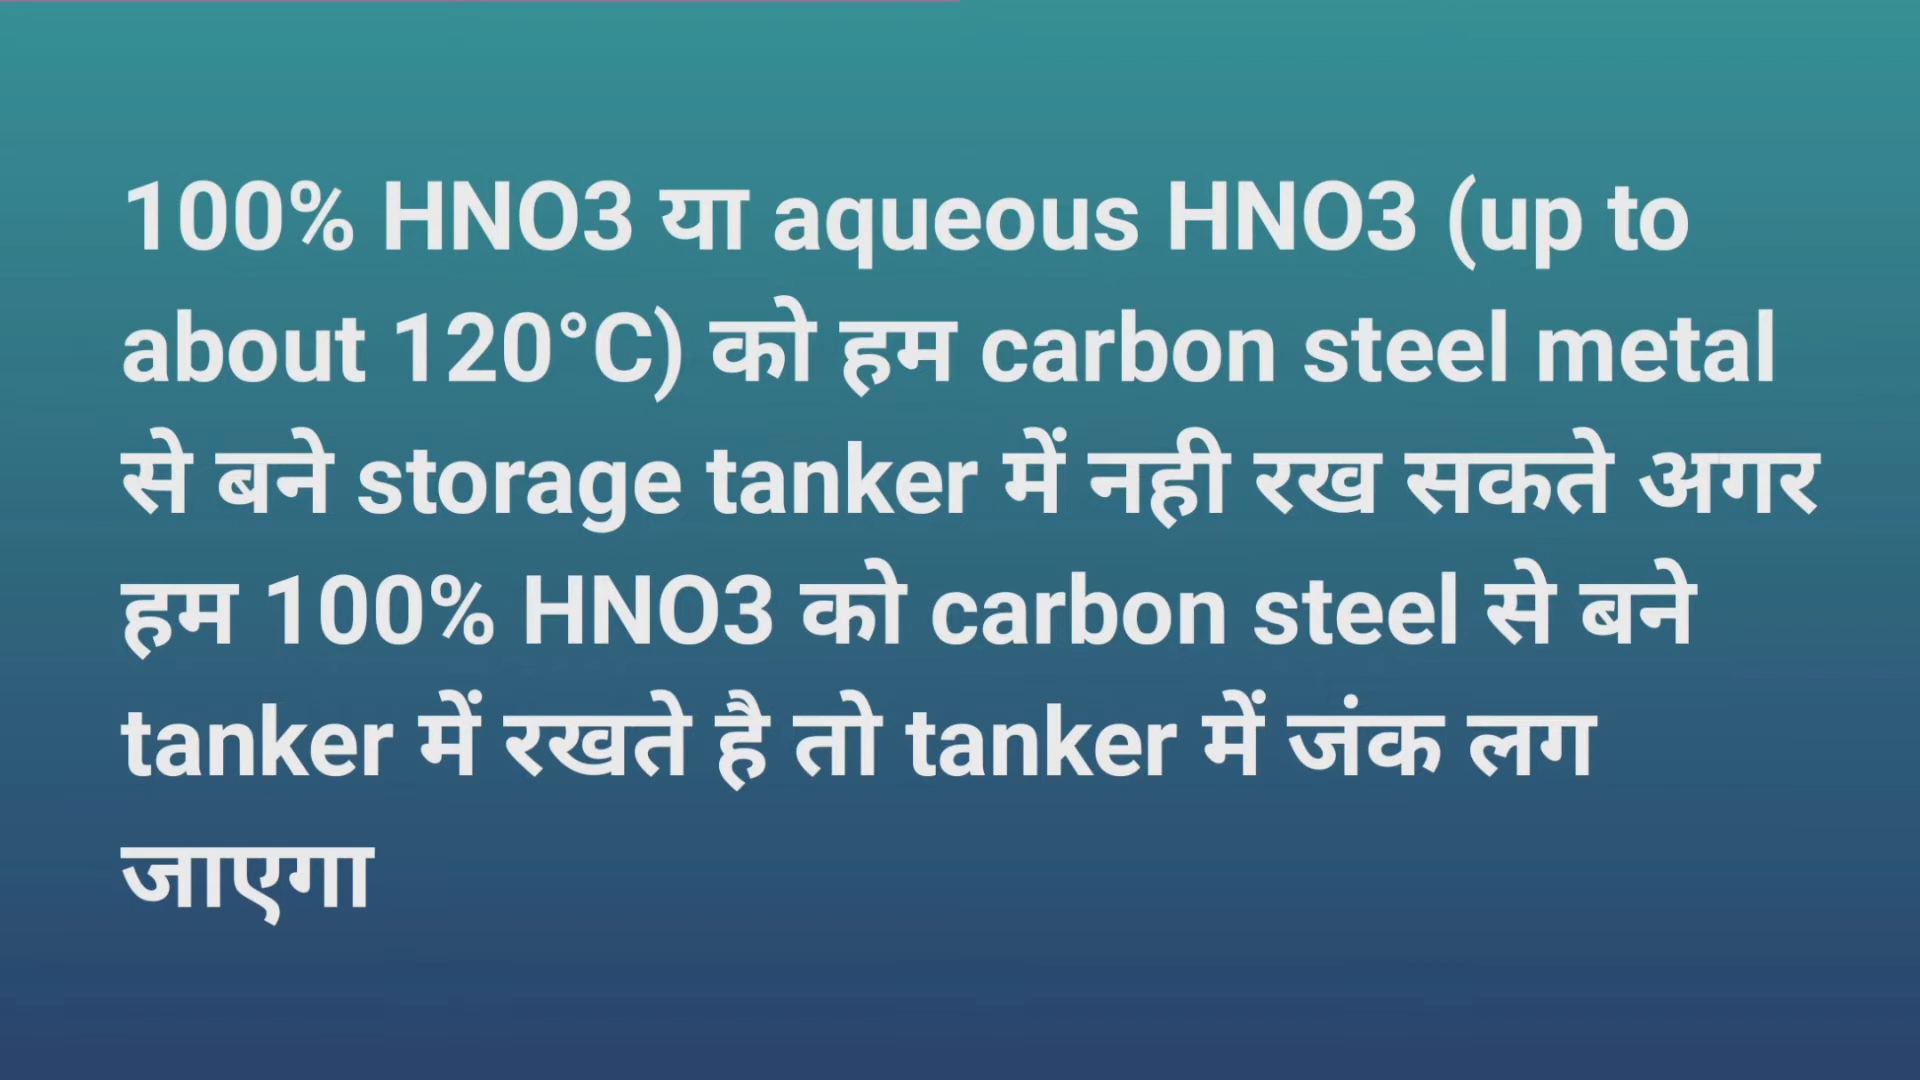 100% HNO3 या aqueous HNO3 (up to
about 120°C) को हम carbon steel metal
से बने storage tanker में नही रख सकते अगर
हम 100% HNO3 को carbon steel से बने
tanker में रखते है तो tanker में जंक लग
जाएगा